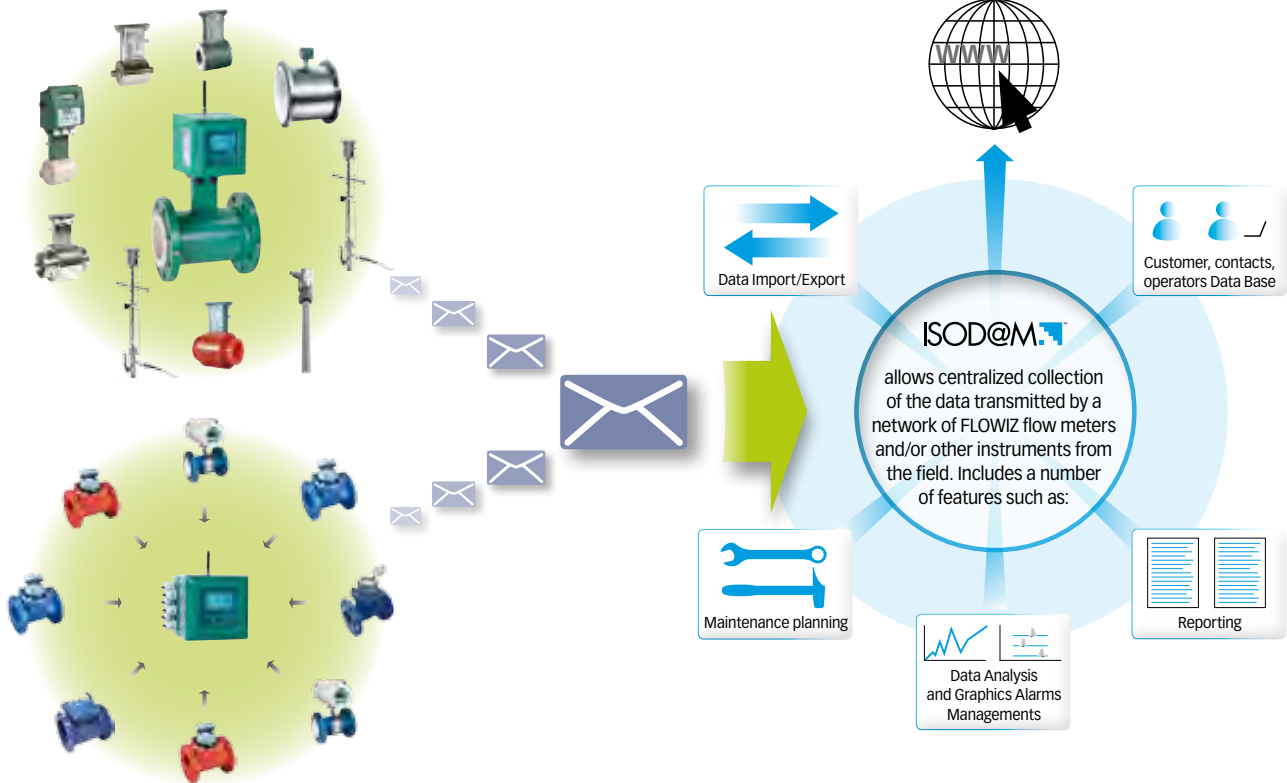 WWW
Data Import/Export
Customer, contacts,
operators Data Base
ISOD@M™
allows centralized collection
of the data transmitted by a
network of FLOWIZ flow meters
and/or other instruments from
the field. Includes a number
of features such as:
Maintenance planning
Data Analysis
and Graphics Alarms
Managements
Reporting